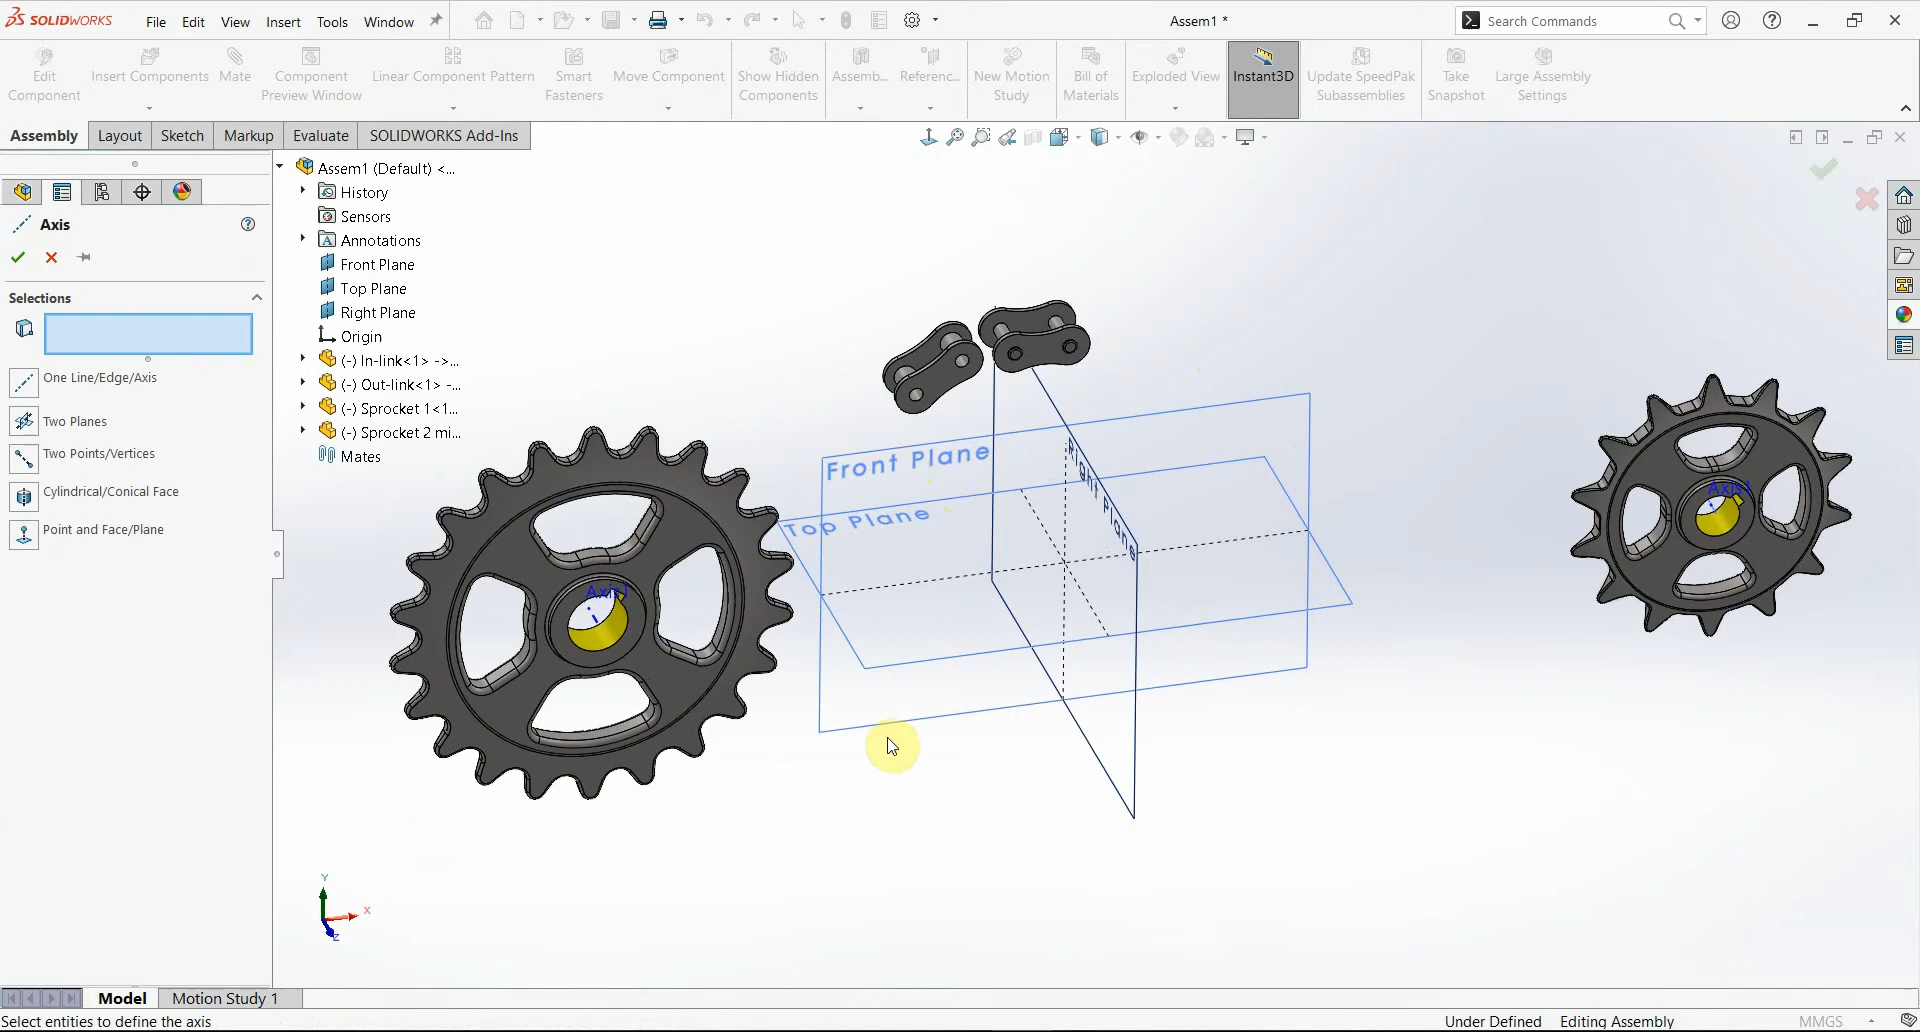 SOLIDWORKS File Edit View Insert Tools Window Assem1 * Search Commands
Edit Component
Insert Components
Mate
Component Preview Window
Linear Component Pattern
Smart Fasteners
Move Component
Show Hidden Components
Assemb...
Referenc...
New Motion Study
Bill of Materials
Exploded View
Instant3D
Update SpeedPak Subassemblies
Take Snapshot
Large Assembly Settings
Assembly Layout Sketch Markup Evaluate SOLIDWORKS Add-Ins
Axis
Selections
One Line/Edge/Axis
Two Planes
Two Points/Vertices
Cylindrical/Conical Face
Point and Face/Plane
Assem1 (Default) <...
History
Sensors
Annotations
Front Plane
Top Plane
Right Plane
Origin
(-) In-link<1> ->...
(-) Out-link<1> -...
(-) Sprocket 1<1...
(-) Sprocket 2 mi...
Mates
Front Plane
Top Plane
Right Plane
Axis1
Axis1
Y
X
Z
Model Motion Study 1
Select entities to define the axis Under Defined Editing Assembly MMGS